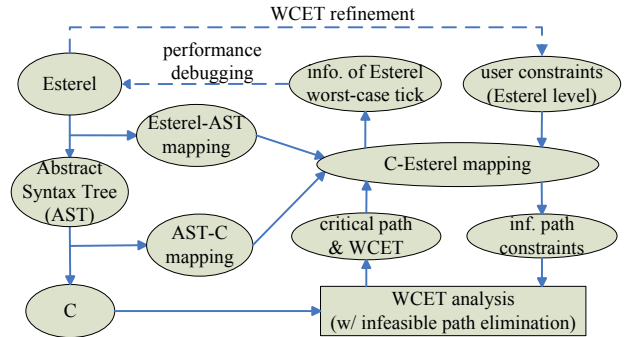 WCET refinement
performance
debugging
Esterel
info. of Esterel
worst-case tick
user constraints
(Esterel level)
Esterel-AST
mapping
C-Esterel mapping
Abstract
Syntax Tree
(AST)
AST-C
mapping
critical path
& WCET
inf. path
constraints
C
WCET analysis
(w/ infeasible path elimination)